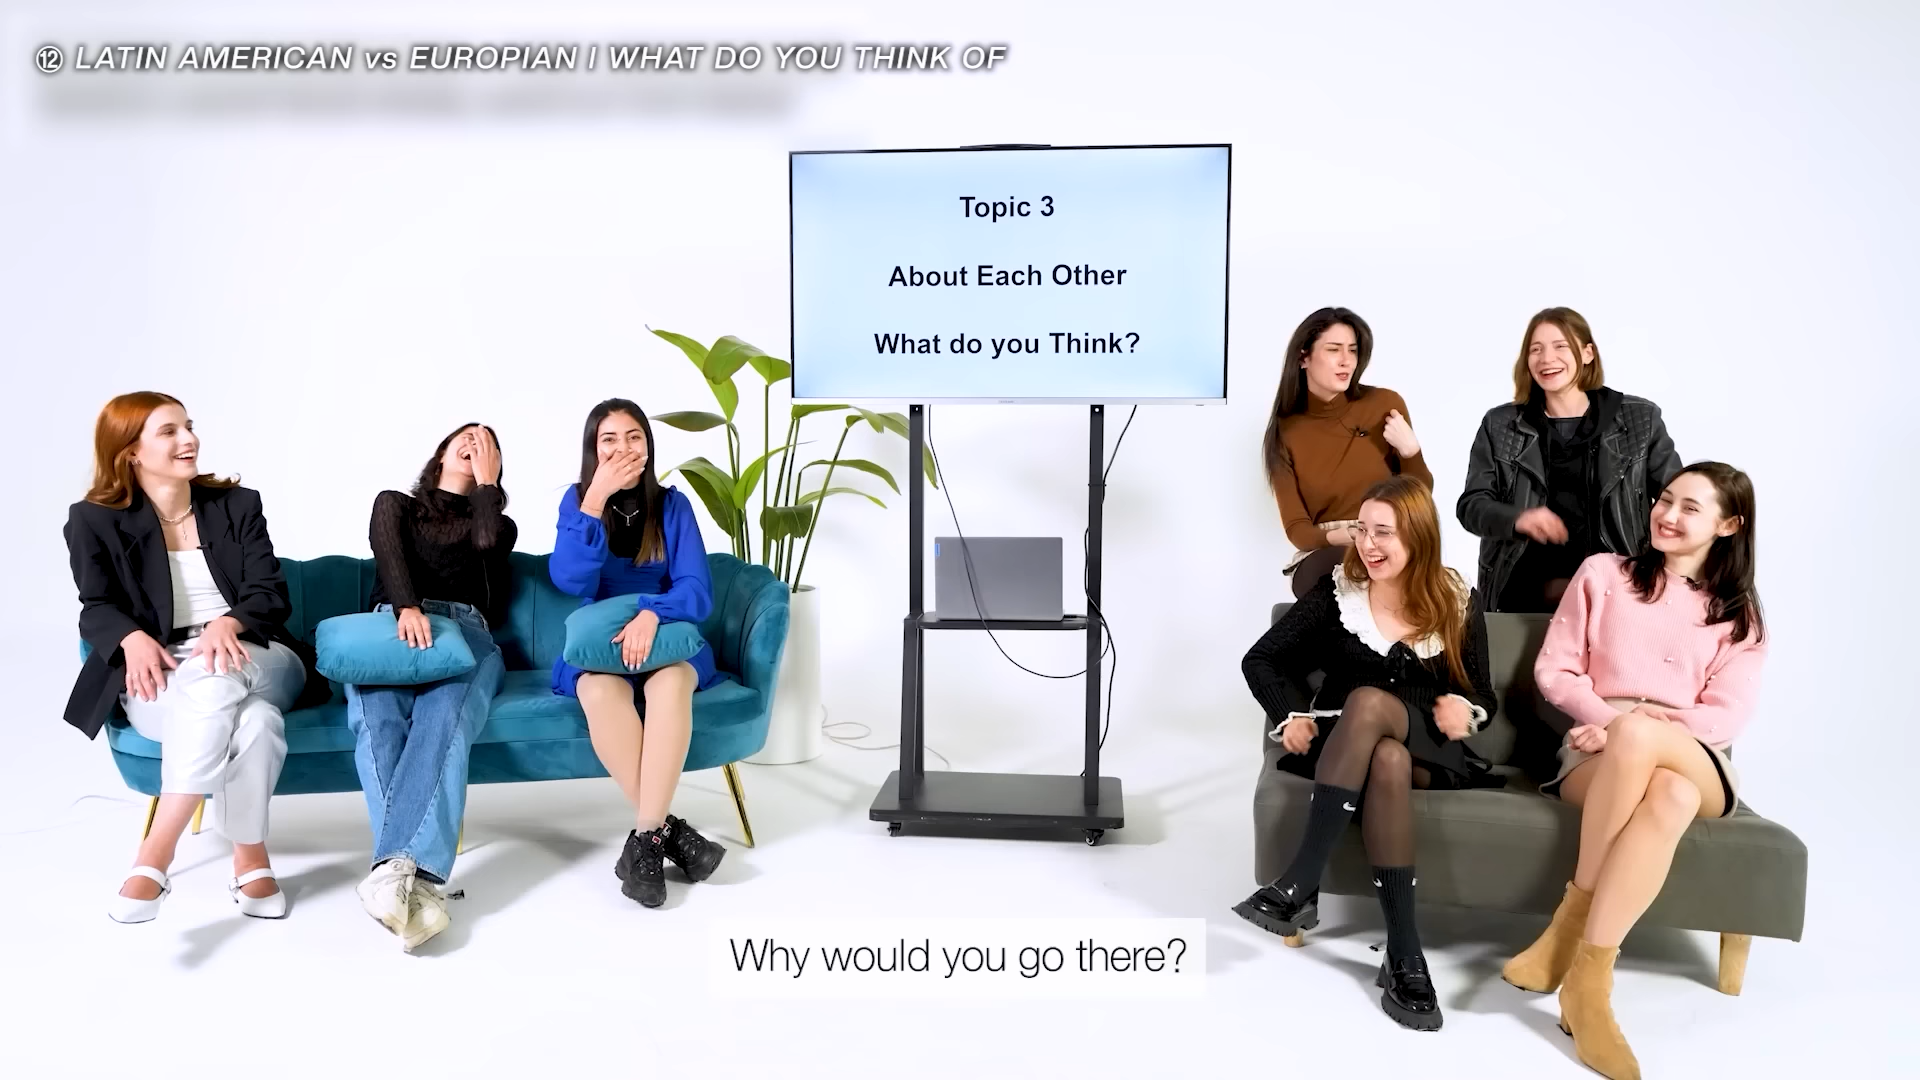 ⑫ LATIN AMERICAN vs EUROPIAN | WHAT DO YOU THINK OF
Topic 3
About Each Other
What do you Think?
Why would you go there?